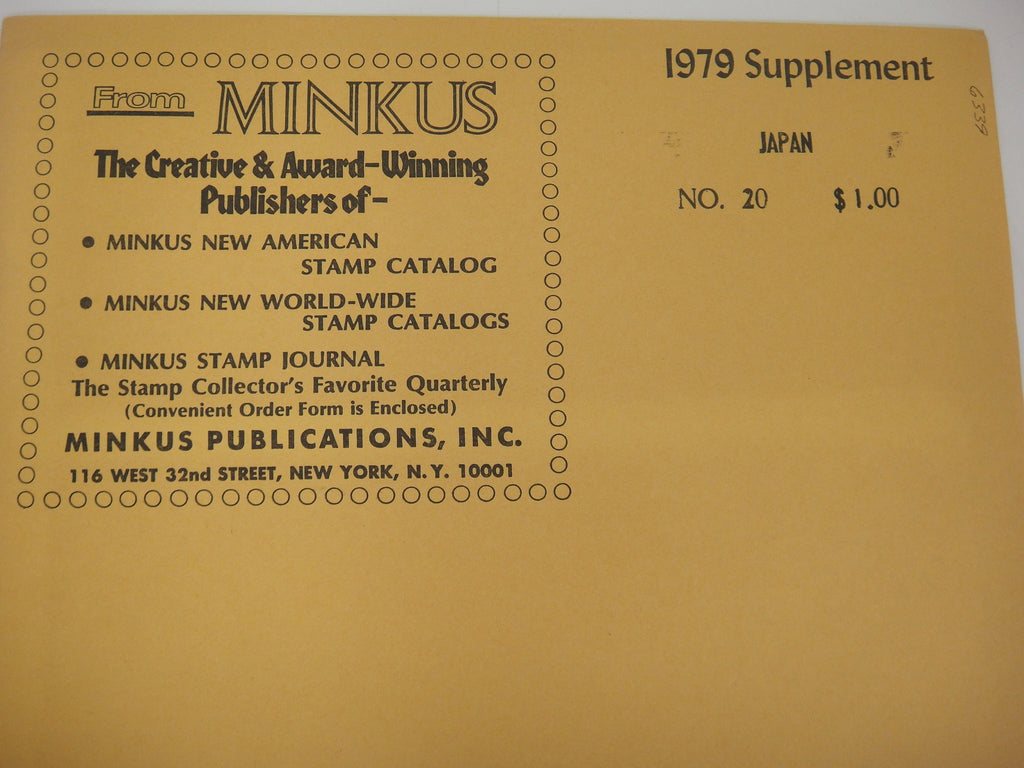 From MINKUS
The Creative & Award-Winning
Publishers of-
• MINKUS NEW AMERICAN
STAMP CATALOG
• MINKUS NEW WORLD-WIDE
STAMP CATALOGS
• MINKUS STAMP JOURNAL
The Stamp Collector's Favorite Quarterly
(Convenient Order Form is Enclosed)
MINKUS PUBLICATIONS, INC.
116 WEST 32nd STREET, NEW YORK, N.Y. 10001
1979 Supplement
JAPAN
NO. 20 $1.00
6339